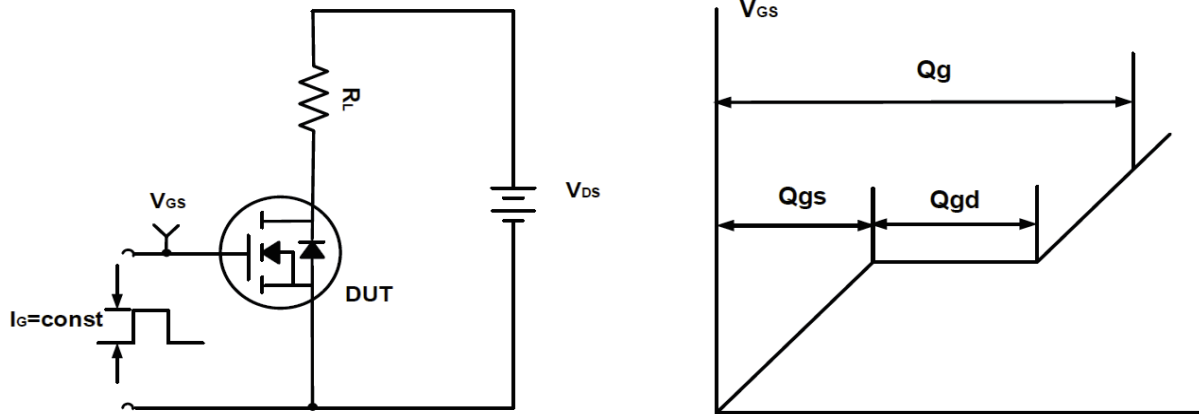 RL
VDS
VGS
DUT
IG=const
VGS
Qg
Qgs
Qgd